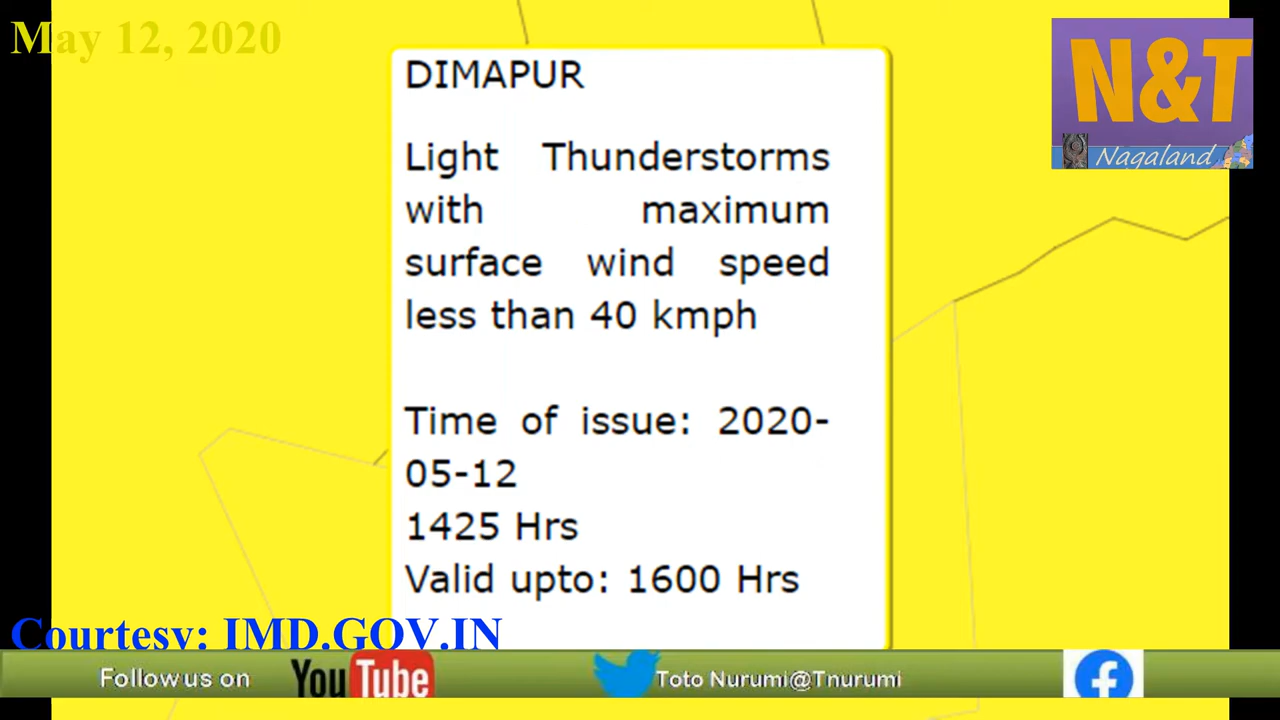 May 12, 2020
N&T
Nagaland
DIMAPUR
Light Thunderstorms
with maximum
surface wind speed
less than 40 kmph
Time of issue: 2020-
05-12
1425 Hrs
Valid upto: 1600 Hrs
Courtesy: IMD.GOV.IN
Follow us on YouTube Toto Nurumi@Tnurumi f